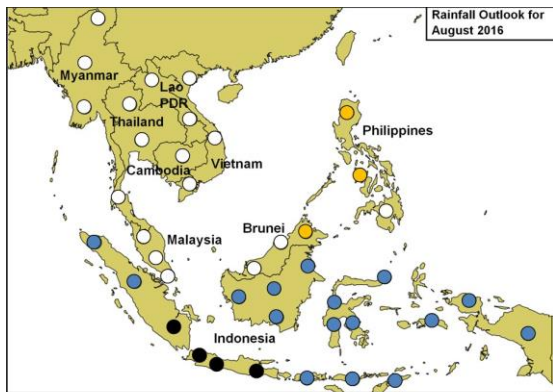 Rainfall Outlook for
August 2016
Myanmar
Lao
PDR
Thailand
Philippines
Cambodia
Vietnam
Malaysia
Brunei
Indonesia